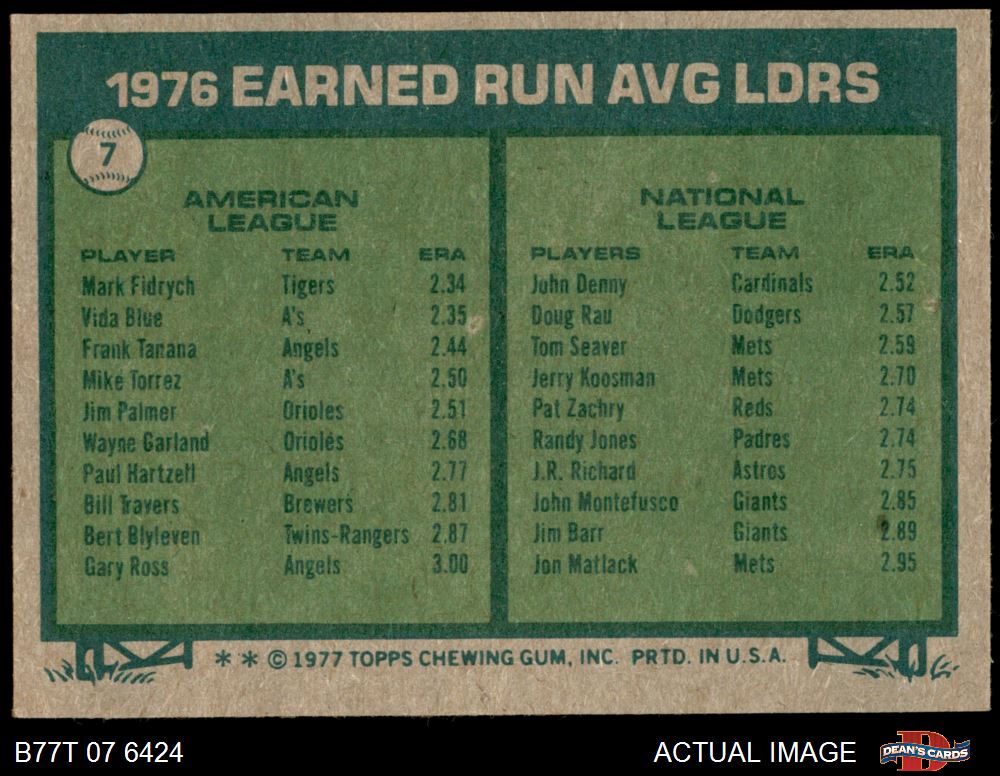 1976 EARNED RUN AVG LDRS
7
AMERICAN
LEAGUE
PLAYER TEAM ERA
Mark Fidrych Tigers 2.34
Vida Blue A's 2.35
Frank Tanana Angels 2.44
Mike Torrez A's 2.50
Jim Palmer Orioles 2.51
Wayne Garland Orioles 2.68
Paul Hartzell Angels 2.77
Bill Travers Brewers 2.81
Bert Blyleven Twins-Rangers 2.87
Gary Ross Angels 3.00
NATIONAL
LEAGUE
PLAYERS TEAM ERA
John Denny Cardinals 2.52
Doug Rau Dodgers 2.57
Tom Seaver Mets 2.59
Jerry Koosman Mets 2.70
Pat Zachry Reds 2.74
Randy Jones Padres 2.74
J.R. Richard Astros 2.75
John Montefusco Giants 2.85
Jim Barr Giants 2.89
Jon Matlack Mets 2.95
* * © 1977 TOPPS CHEWING GUM, INC. PRTD. IN U.S.A.
B77T 07 6424
ACTUAL IMAGE
D
DEAN'S CARDS